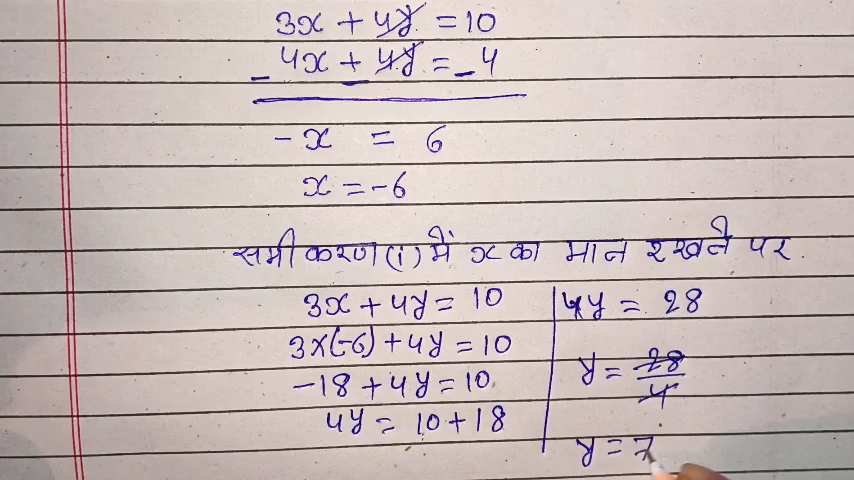 3x + 4y = 10
- 4x + 4y = - 4
- x = 6
x = -6
समीकरण (i) में x का मान रखने पर.
3x + 4y = 10
3×(-6) + 4y = 10
-18 + 4y = 10
4y = 10 + 18
4y = 28
y = 28/4
y = 7